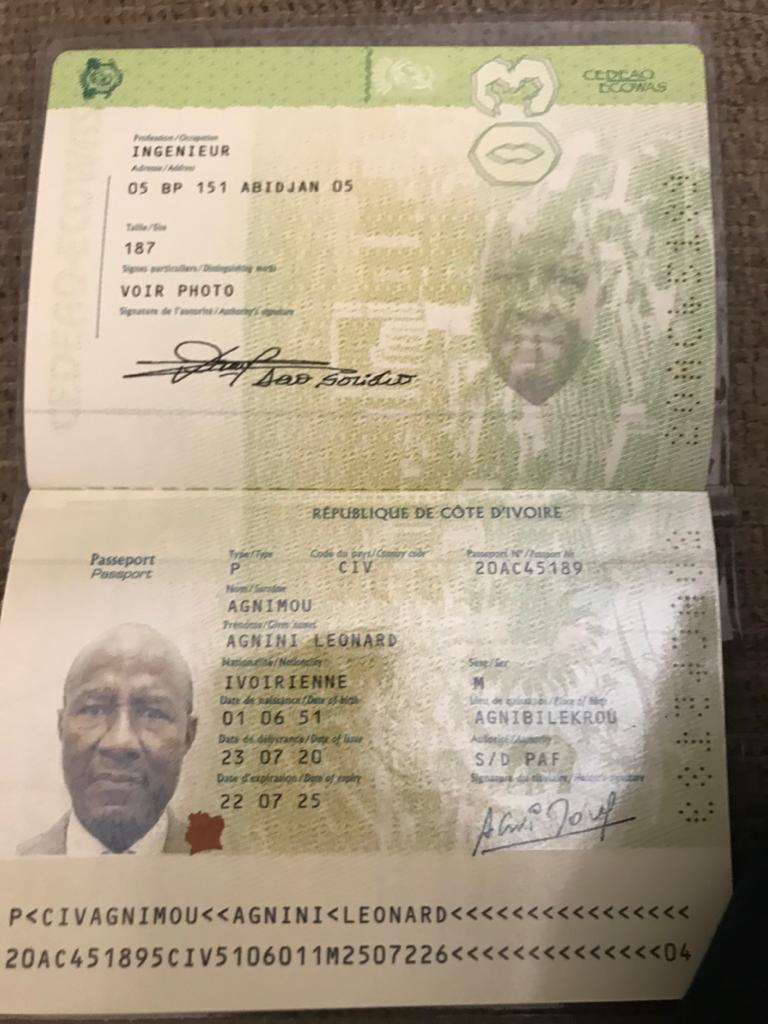 CEDEAO
ECOWAS
Profession/Occupation
INGENIEUR
Adresse/Address
05 BP 151 ABIDJAN 05
Taille/Size
187
Signes particuliers/Distinguishing marks
VOIR PHOTO
Signature de l'autorité/Authority's signature
RÉPUBLIQUE DE CÔTE D'IVOIRE
Passeport
Passport
Type/Type
P
Code du pays/Country code
CIV
Passeport N°/Passport Nr
20AC45189
Nom/Surname
AGNIMOU
Prénoms/Given names
AGNINI LEONARD
Nationalité/Nationality
IVOIRIENNE
Sexe/Sex
M
Date de naissance/Date of birth
01 06 51
Lieu de naissance/Place of birth
AGNIBILEKROU
Date de délivrance/Date of issue
23 07 20
Autorité/Authority
S/D PAF
Date d'expiration/Date of expiry
22 07 25
Signature du titulaire/Holder's signature
P<CIVAGNIMOU<<AGNINI<LEONARD<<<<<<<<<<<<<<<<
20AC451895CIV5106011M2507226<<<<<<<<<<<<<<04